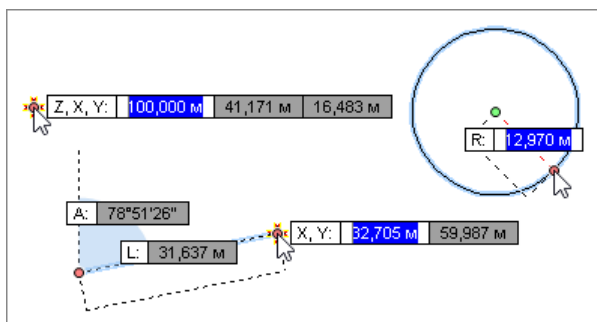 Z, X, Y: 100,000 м 41,171 м 16,483 м
R: 12,970 м
A: 78°51'26"
L: 31,637 м
X, Y: 32,705 м 59,987 м